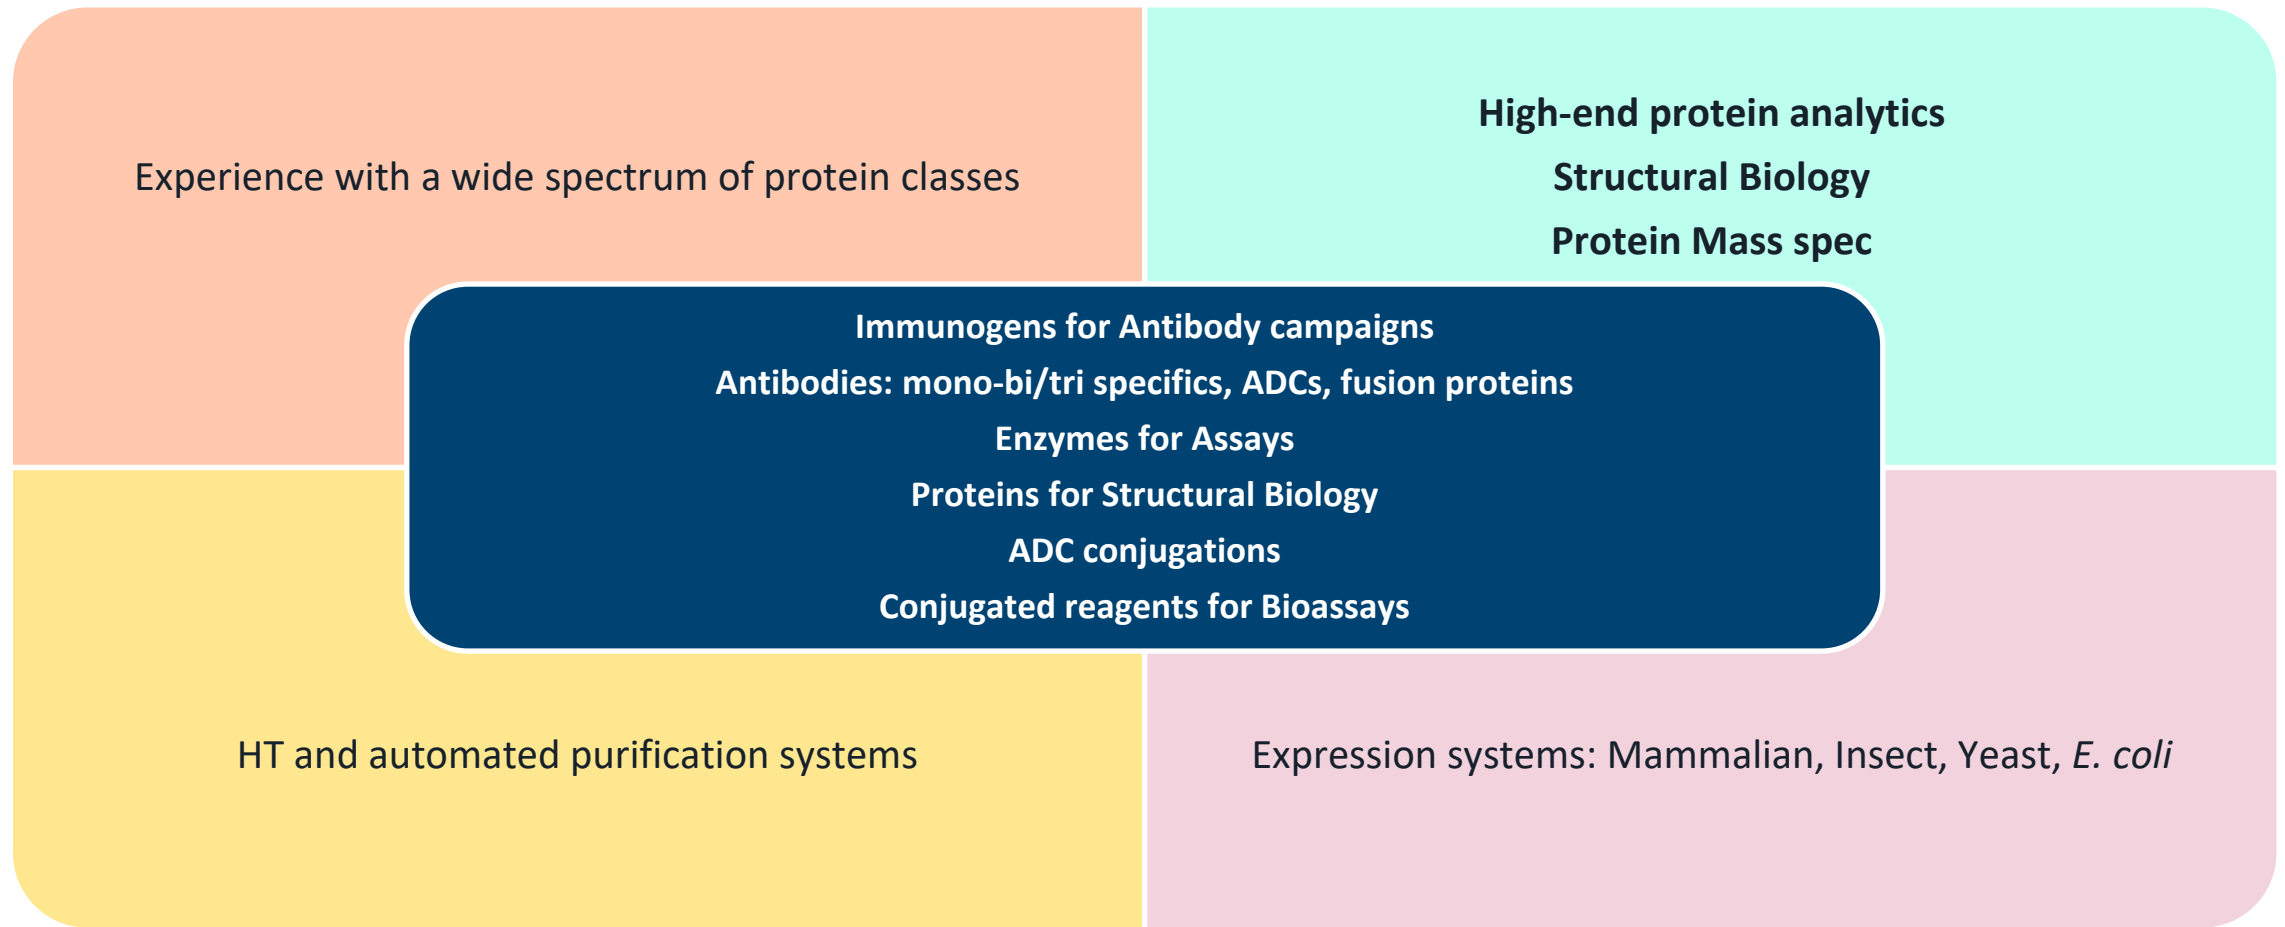 Experience with a wide spectrum of protein classes
High-end protein analytics
Structural Biology
Protein Mass spec
Immunogens for Antibody campaigns
Antibodies: mono-bi/tri specifics, ADCs, fusion proteins
Enzymes for Assays
Proteins for Structural Biology
ADC conjugations
Conjugated reagents for Bioassays
HT and automated purification systems
Expression systems: Mammalian, Insect, Yeast, E. coli